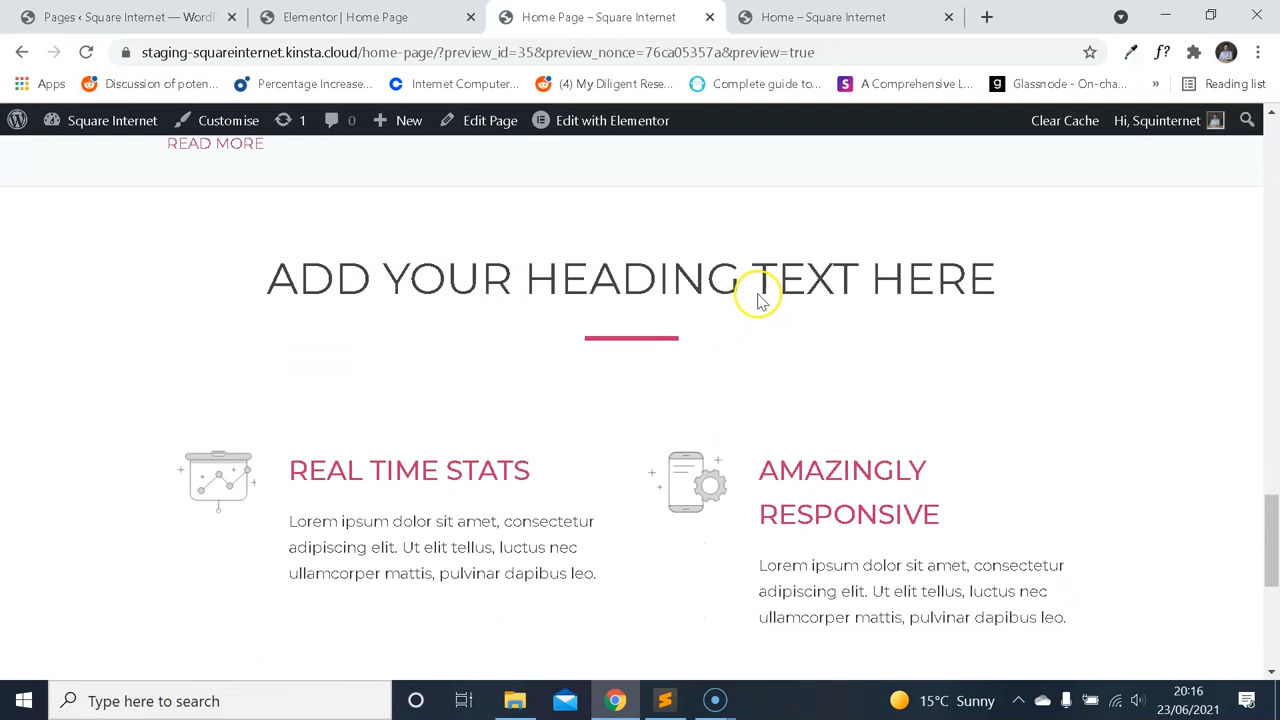 Pages ‹ Square Internet — WordP
Elementor | Home Page
Home Page – Square Internet
Home – Square Internet
staging-squareinternet.kinsta.cloud/home-page/?preview_id=35&preview_nonce=76ca05357a&preview=true
f?
Apps
Discussion of poten...
Percentage Increase...
Internet Computer...
(4) My Diligent Rese...
Complete guide to...
A Comprehensive L...
Glassnode - On-cha...
»
Reading list
Square Internet
Customise
1
0
New
Edit Page
Edit with Elementor
Clear Cache
Hi, Squinternet
READ MORE
ADD YOUR HEADING TEXT HERE
REAL TIME STATS
Lorem ipsum dolor sit amet, consectetur
adipiscing elit. Ut elit tellus, luctus nec
ullamcorper mattis, pulvinar dapibus leo.
AMAZINGLY
RESPONSIVE
Lorem ipsum dolor sit amet, consectetur
adipiscing elit. Ut elit tellus, luctus nec
ullamcorper mattis, pulvinar dapibus leo.
Type here to search
15°C Sunny
20:16
23/06/2021